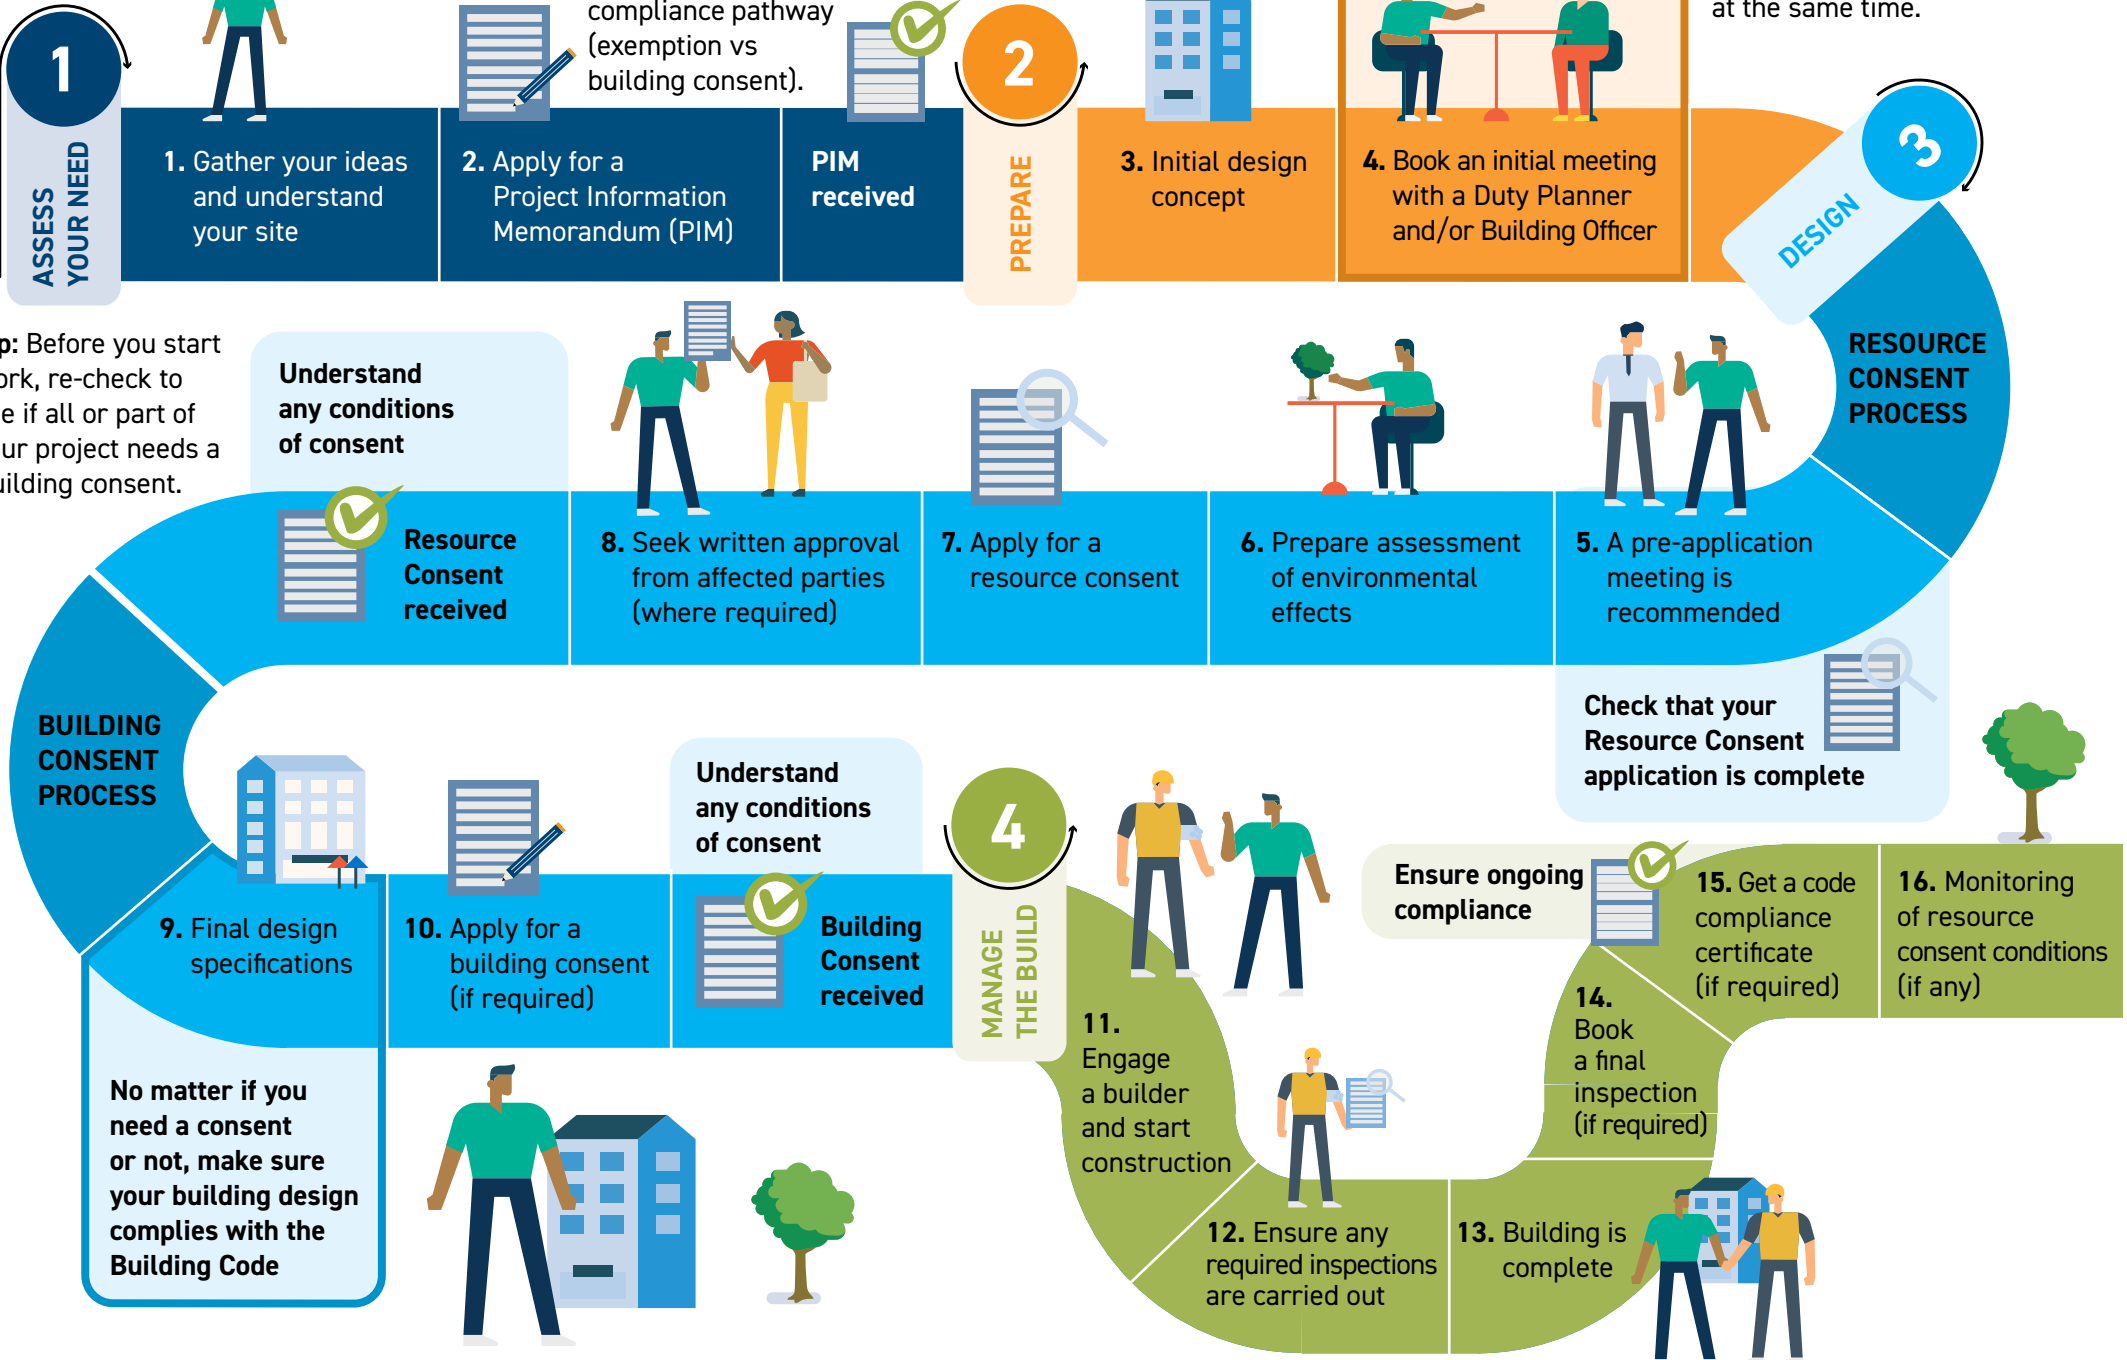 compliance pathway
(exemption vs
building consent).
at the same time.
1
ASSESS
YOUR NEED
1. Gather your ideas
and understand
your site
2. Apply for a
Project Information
Memorandum (PIM)
PIM
received
2
PREPARE
3. Initial design
concept
4. Book an initial meeting
with a Duty Planner
and/or Building Officer
3
DESIGN
RESOURCE
CONSENT
PROCESS
5. A pre-application
meeting is
recommended
Check that your
Resource Consent
application is complete
6. Prepare assessment
of environmental
effects
7. Apply for a
resource consent
8. Seek written approval
from affected parties
(where required)
Understand
any conditions
of consent
Resource
Consent
received
p: Before you start
ork, re-check to
e if all or part of
ur project needs a
uilding consent.
BUILDING
CONSENT
PROCESS
9. Final design
specifications
No matter if you
need a consent
or not, make sure
your building design
complies with the
Building Code
10. Apply for a
building consent
(if required)
Understand
any conditions
of consent
Building
Consent
received
4
MANAGE
THE BUILD
11.
Engage
a builder
and start
construction
12. Ensure any
required inspections
are carried out
13. Building is
complete
14.
Book
a final
inspection
(if required)
Ensure ongoing
compliance
15. Get a code
compliance
certificate
(if required)
16. Monitoring
of resource
consent conditions
(if any)